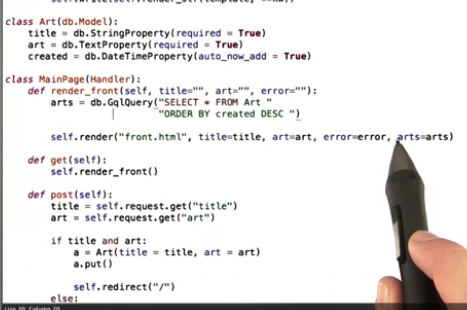 self.write(self.render_str(template, **kw))
class Art(db.Model):
title = db.StringProperty(required = True)
art = db.TextProperty(required = True)
created = db.DateTimeProperty(auto_now_add = True)
class MainPage(Handler):
def render_front(self, title="", art="", error=""):
arts = db.GqlQuery("SELECT * FROM Art "
"ORDER BY created DESC ")
self.render("front.html", title=title, art=art, error=error, arts=arts)
def get(self):
self.render_front()
def post(self):
title = self.request.get("title")
art = self.request.get("art")
if title and art:
a = Art(title = title, art = art)
a.put()
self.redirect("/")
else: